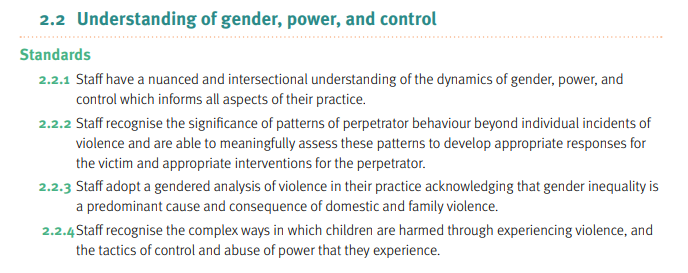 2.2 Understanding of gender, power, and control
Standards
2.2.1 Staff have a nuanced and intersectional understanding of the dynamics of gender, power, and
control which informs all aspects of their practice.
2.2.2 Staff recognise the significance of patterns of perpetrator behaviour beyond individual incidents of
violence and are able to meaningfully assess these patterns to develop appropriate responses for
the victim and appropriate interventions for the perpetrator.
2.2.3 Staff adopt a gendered analysis of violence in their practice acknowledging that gender inequality is
a predominant cause and consequence of domestic and family violence.
2.2.4 Staff recognise the complex ways in which children are harmed through experiencing violence, and
the tactics of control and abuse of power that they experience.